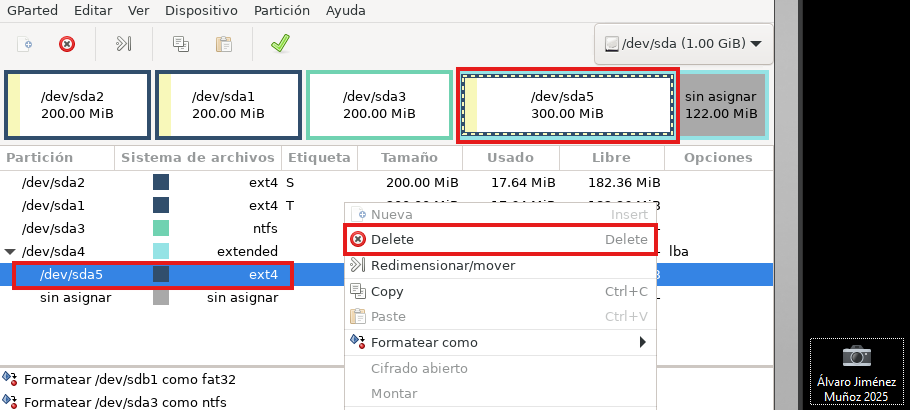 GParted Editar Ver Dispositivo Partición Ayuda
/dev/sda (1.00 GiB)
/dev/sda2
200.00 MiB
/dev/sda1
200.00 MiB
/dev/sda3
200.00 MiB
/dev/sda5
300.00 MiB
sin asignar
122.00 MiB
Partición Sistema de archivos Etiqueta Tamaño Usado Libre Opciones
/dev/sda2 ext4 S 200.00 MiB 17.64 MiB 182.36 MiB
/dev/sda1 ext4 T
/dev/sda3 ntfs
/dev/sda4 extended lba
/dev/sda5 ext4
sin asignar sin asignar
Nueva Insert
Delete Delete
Redimensionar/mover
Copy Ctrl+C
Paste Ctrl+V
Formatear como
Cifrado abierto
Montar
Formatear /dev/sdb1 como fat32
Formatear /dev/sda3 como ntfs
Álvaro Jiménez
Muñoz 2025